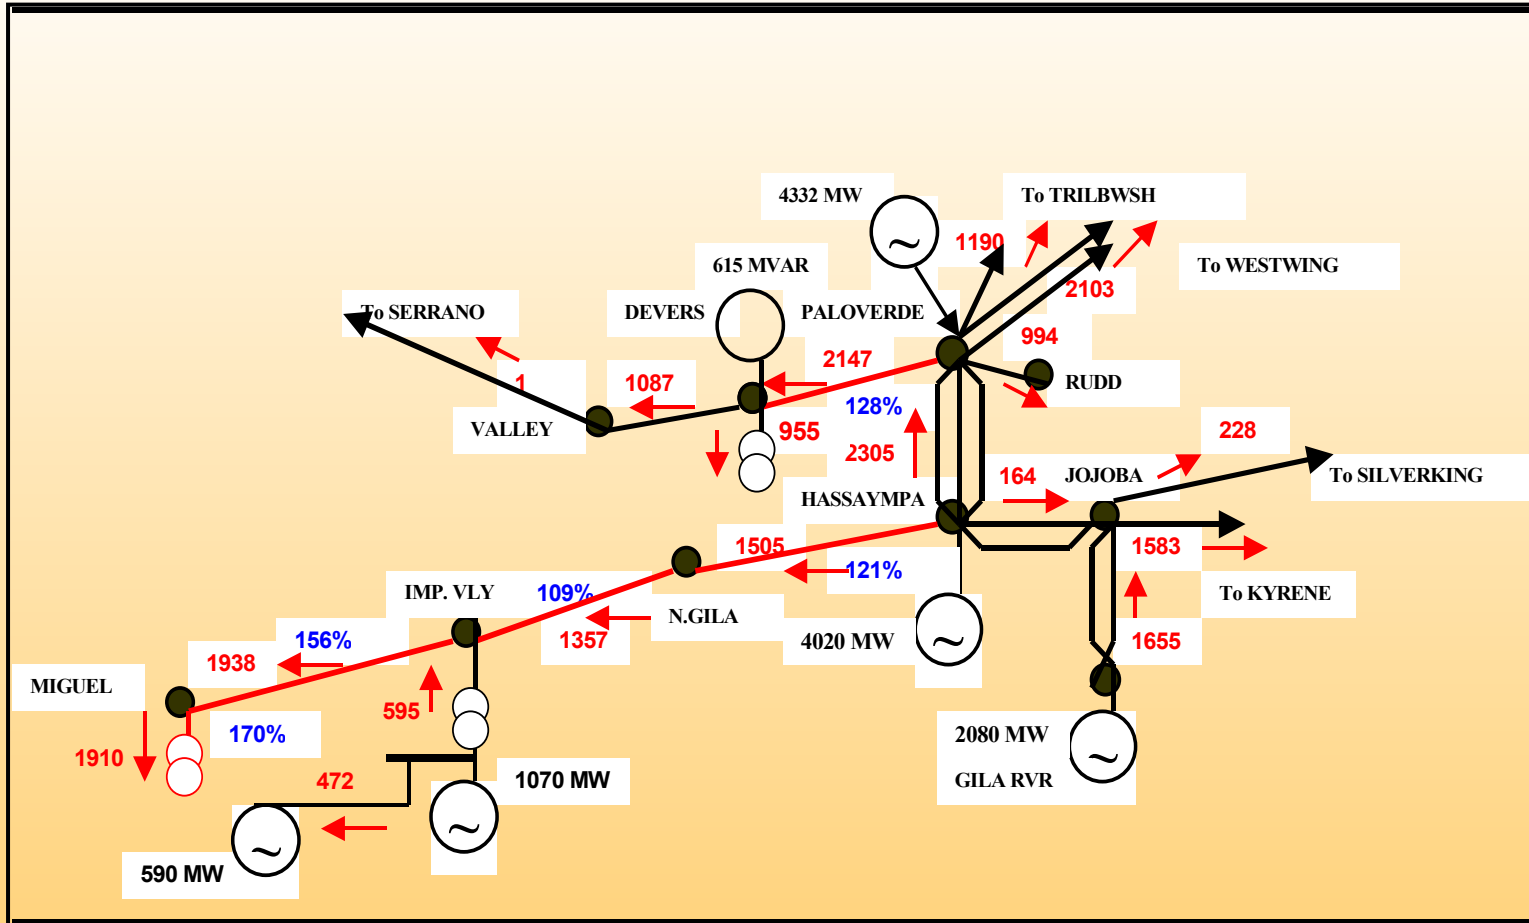 4332 MW
To TRILBWSH
1190
615 MVAR
To WESTWING
2103
To SERRANO
DEVERS
PALOVERDE
994
2147
1
1087
RUDD
128%
VALLEY
955
228
2305
164
JOJOBA
To SILVERKING
HASSAYMPA
1505
1583
121%
IMP. VLY
109%
To KYRENE
N.GILA
156%
1357
4020 MW
1655
1938
MIGUEL
595
170%
2080 MW
1910
472
1070 MW
GILA RVR
590 MW
~
~
~
~
~